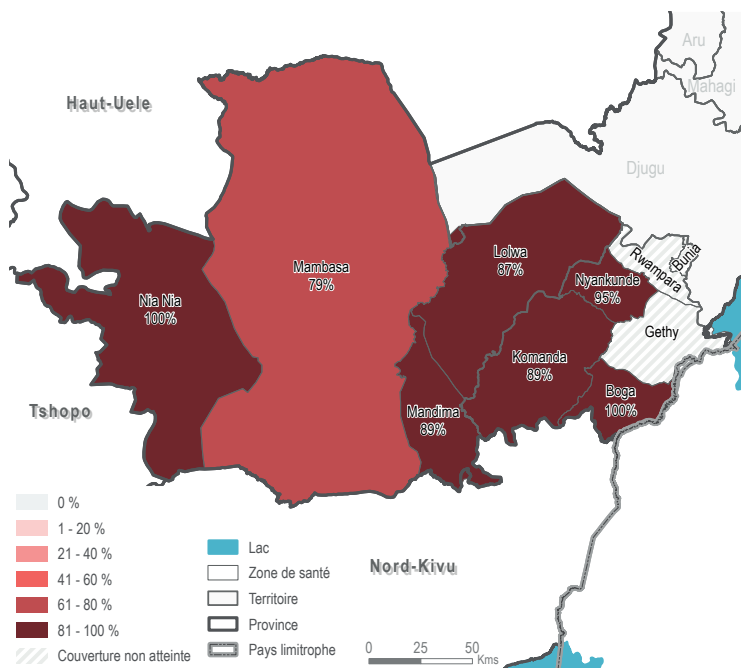 Aru
Mahagi
Haut-Uele
Djugu
Lolwa
87%
Rwampara
Bunia
Mambasa
79%
Nyankunde
95%
Nia Nia
100%
Gethy
Komanda
89%
Boga
100%
Tshopo
Mandima
89%
0 %
1 - 20 %
21 - 40 %
41 - 60 %
61 - 80 %
81 - 100 %
Couverture non atteinte
Lac
Zone de santé
Territoire
Province
Pays limitrophe
Nord-Kivu
0 25 50
Kms